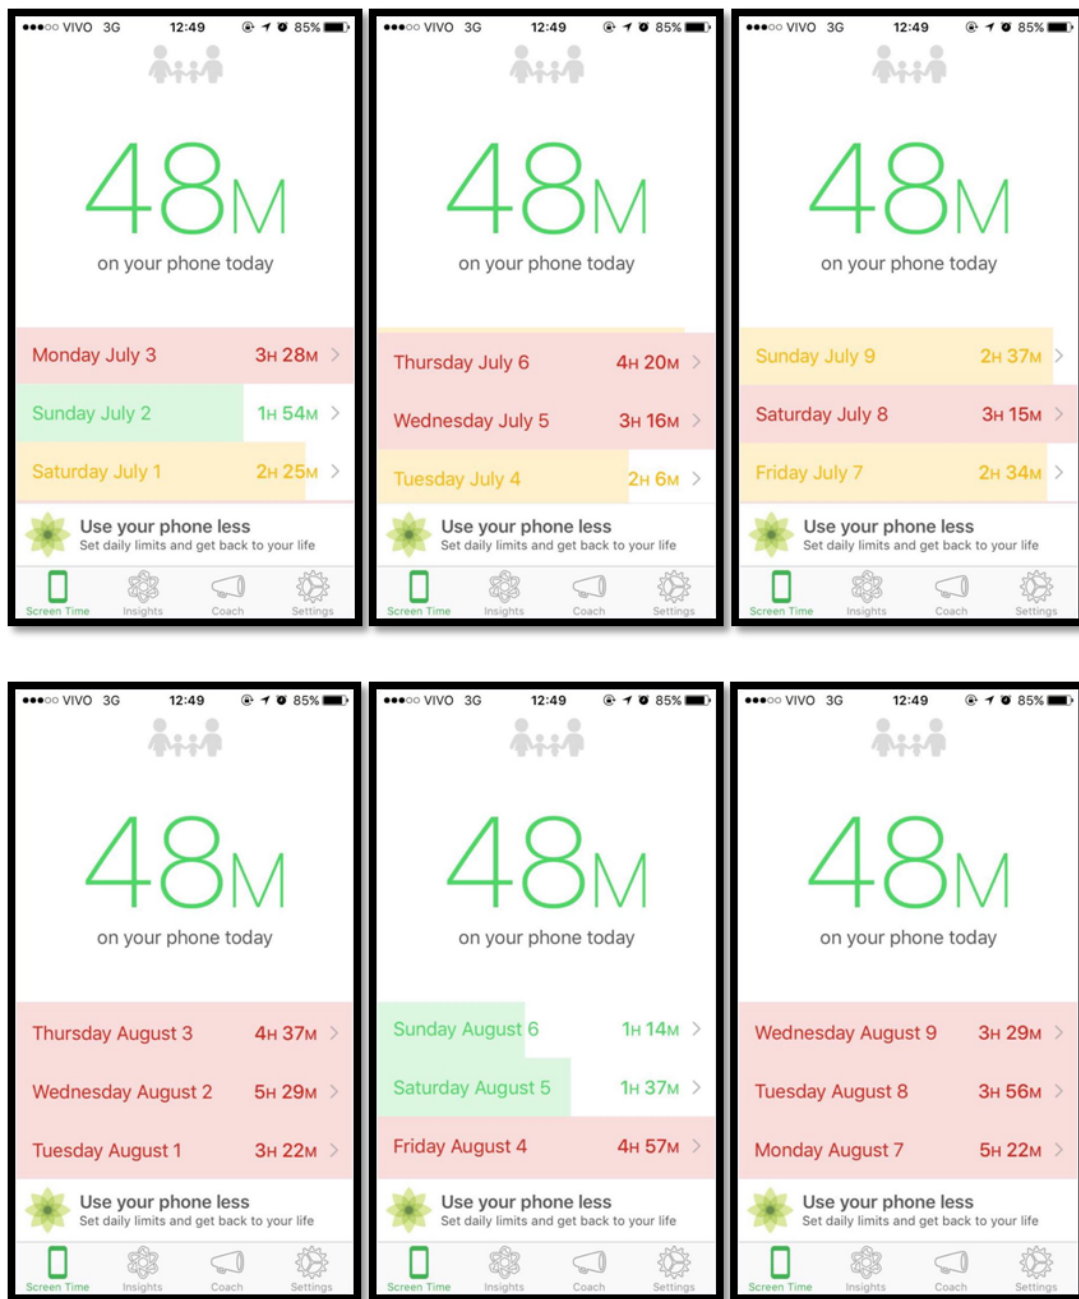 VIVO 3G 12:49 85%
48M
on your phone today
Monday July 3 3H 28M
Sunday July 2 1H 54M
Saturday July 1 2H 25M
Use your phone less
Set daily limits and get back to your life
Screen Time Insights Coach Settings
VIVO 3G 12:49 85%
48M
on your phone today
Thursday July 6 4H 20M
Wednesday July 5 3H 16M
Tuesday July 4 2H 6M
Use your phone less
Set daily limits and get back to your life
Screen Time Insights Coach Settings
VIVO 3G 12:49 85%
48M
on your phone today
Sunday July 9 2H 37M
Saturday July 8 3H 15M
Friday July 7 2H 34M
Use your phone less
Set daily limits and get back to your life
Screen Time Insights Coach Settings
VIVO 3G 12:49 85%
48M
on your phone today
Thursday August 3 4H 37M
Wednesday August 2 5H 29M
Tuesday August 1 3H 22M
Use your phone less
Set daily limits and get back to your life
Screen Time Insights Coach Settings
VIVO 3G 12:49 85%
48M
on your phone today
Sunday August 6 1H 14M
Saturday August 5 1H 37M
Friday August 4 4H 57M
Use your phone less
Set daily limits and get back to your life
Screen Time Insights Coach Settings
VIVO 3G 12:49 85%
48M
on your phone today
Wednesday August 9 3H 29M
Tuesday August 8 3H 56M
Monday August 7 5H 22M
Use your phone less
Set daily limits and get back to your life
Screen Time Insights Coach Settings